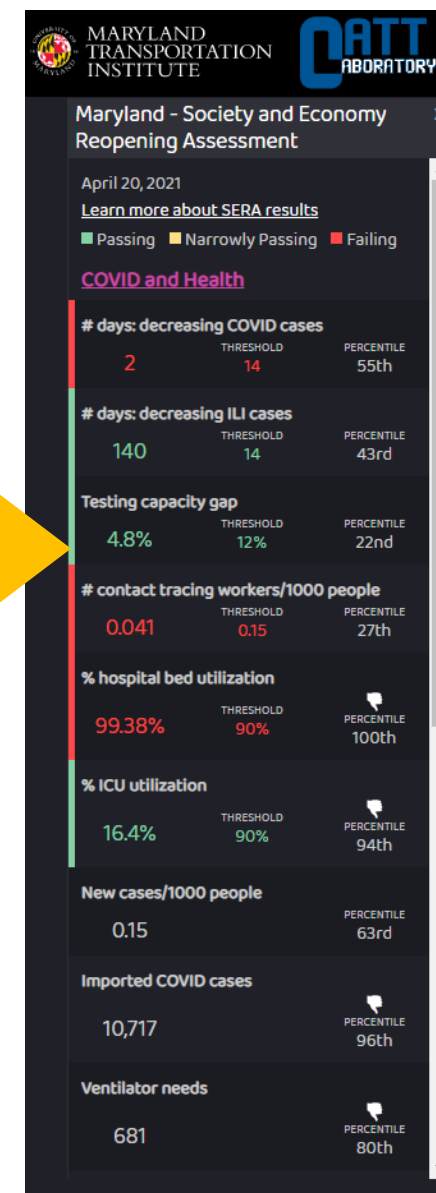 MARYLAND
TRANSPORTATION
INSTITUTE
CATT
LABORATORY
Maryland - Society and Economy
Reopening Assessment
April 20, 2021
Learn more about SERA results
Passing Narrowly Passing Failing
COVID and Health
# days: decreasing COVID cases
THRESHOLD PERCENTILE
2 14 55th
# days: decreasing ILI cases
THRESHOLD PERCENTILE
140 14 43rd
Testing capacity gap
THRESHOLD PERCENTILE
4.8% 12% 22nd
# contact tracing workers/1000 people
THRESHOLD PERCENTILE
0.041 0.15 27th
% hospital bed utilization
THRESHOLD PERCENTILE
99.38% 90% 100th
% ICU utilization
THRESHOLD PERCENTILE
16.4% 90% 94th
New cases/1000 people
PERCENTILE
0.15 63rd
Imported COVID cases
PERCENTILE
10,717 96th
Ventilator needs
PERCENTILE
681 80th